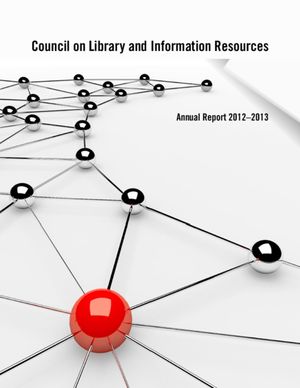 Council on Library and Information Resources
Annual Report 2012–2013